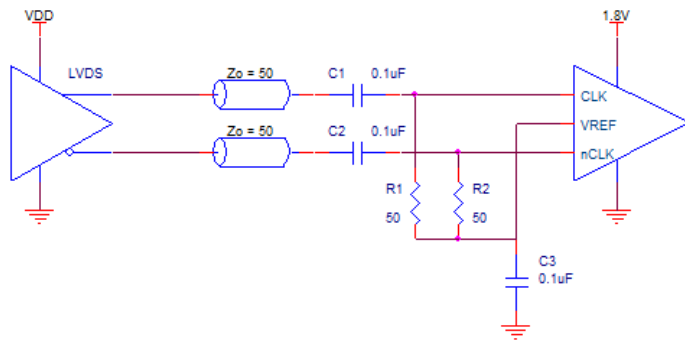 VDD
1.8V
LVDS
Zo = 50
C1
0.1uF
CLK
Zo = 50
C2
0.1uF
VREF
nCLK
R1
R2
50
50
C3
0.1uF